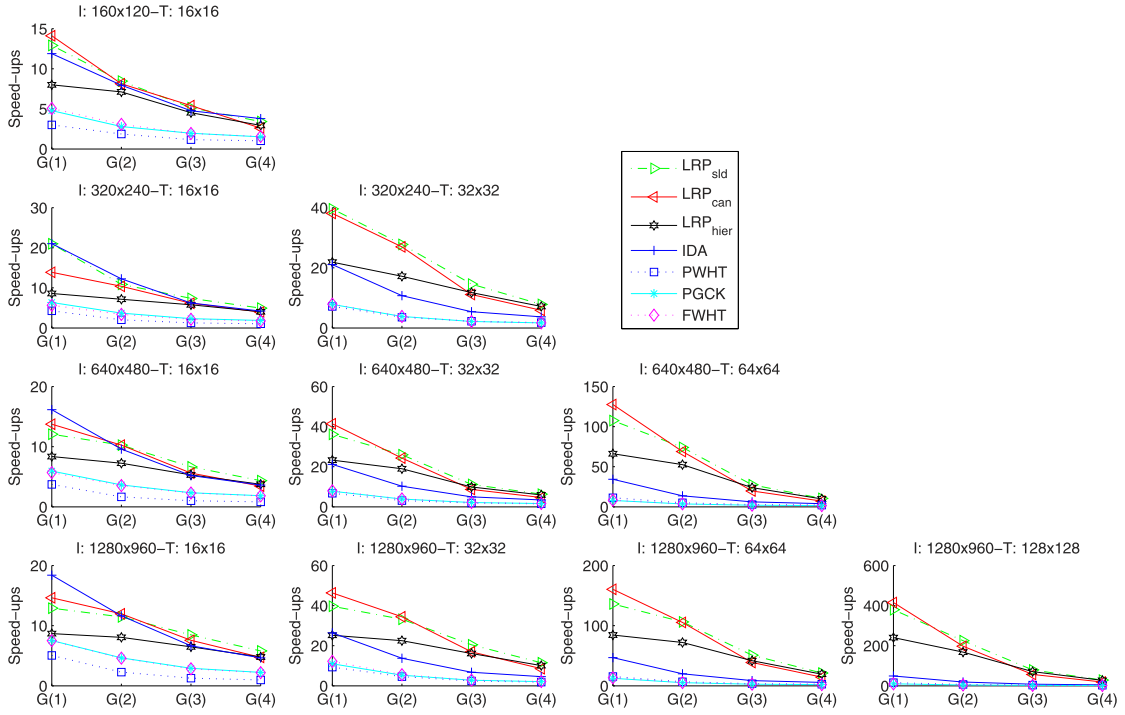 I: 160x120−T: 16x16
Speed−ups
15
10
5
0
G(1) G(2) G(3) G(4)
LRP_sld
LRP_can
LRP_hier
IDA
PWHT
PGCK
FWHT
I: 320x240−T: 16x16
Speed−ups
30
20
10
0
G(1) G(2) G(3) G(4)
I: 320x240−T: 32x32
Speed−ups
40
20
0
G(1) G(2) G(3) G(4)
I: 640x480−T: 16x16
Speed−ups
20
10
0
G(1) G(2) G(3) G(4)
I: 640x480−T: 32x32
Speed−ups
60
40
20
0
G(1) G(2) G(3) G(4)
I: 640x480−T: 64x64
Speed−ups
150
100
50
0
G(1) G(2) G(3) G(4)
I: 1280x960−T: 16x16
Speed−ups
20
10
0
G(1) G(2) G(3) G(4)
I: 1280x960−T: 32x32
Speed−ups
60
40
20
0
G(1) G(2) G(3) G(4)
I: 1280x960−T: 64x64
Speed−ups
200
100
0
G(1) G(2) G(3) G(4)
I: 1280x960−T: 128x128
Speed−ups
600
400
200
0
G(1) G(2) G(3) G(4)